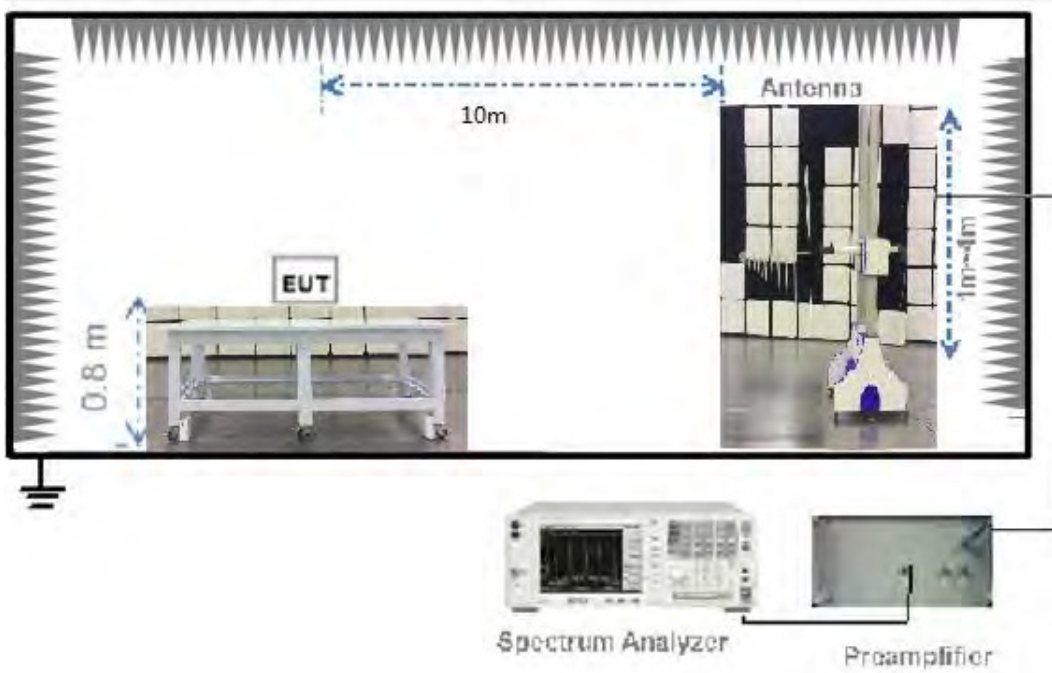 Antenna
10m
1m~4m
EUT
0.8 m
Spectrum Analyzer
Preamplifier